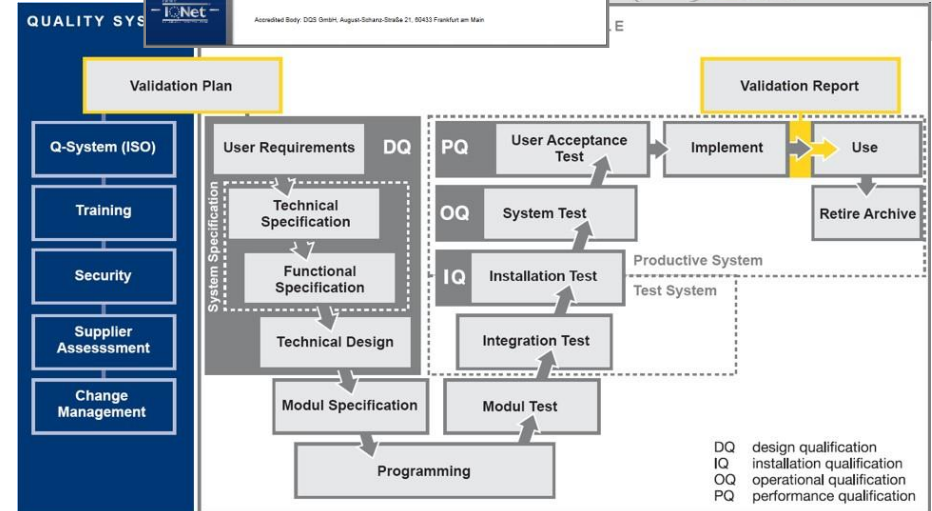 QUALITY SYS
IQNet
Accredited Body: DQS GmbH, August-Schanz-Straße 21, 60433 Frankfurt am Main
E
Validation Plan
Validation Report
Q-System (ISO)
Training
Security
Supplier
Assesssment
Change
Management
User Requirements
DQ
System Specification
Technical
Specification
Functional
Specification
Technical Design
Modul Specification
Programming
Modul Test
Integration Test
IQ
Installation Test
OQ
System Test
PQ
User Acceptance
Test
Implement
Use
Retire Archive
Productive System
Test System
DQ design qualification
IQ installation qualification
OQ operational qualification
PQ performance qualification